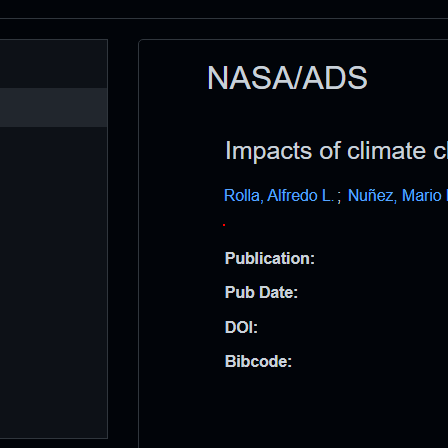 NASA/ADS
Impacts of climate c
Rolla, Alfredo L.; Nuñez, Mario
Publication:
Pub Date:
DOI:
Bibcode: